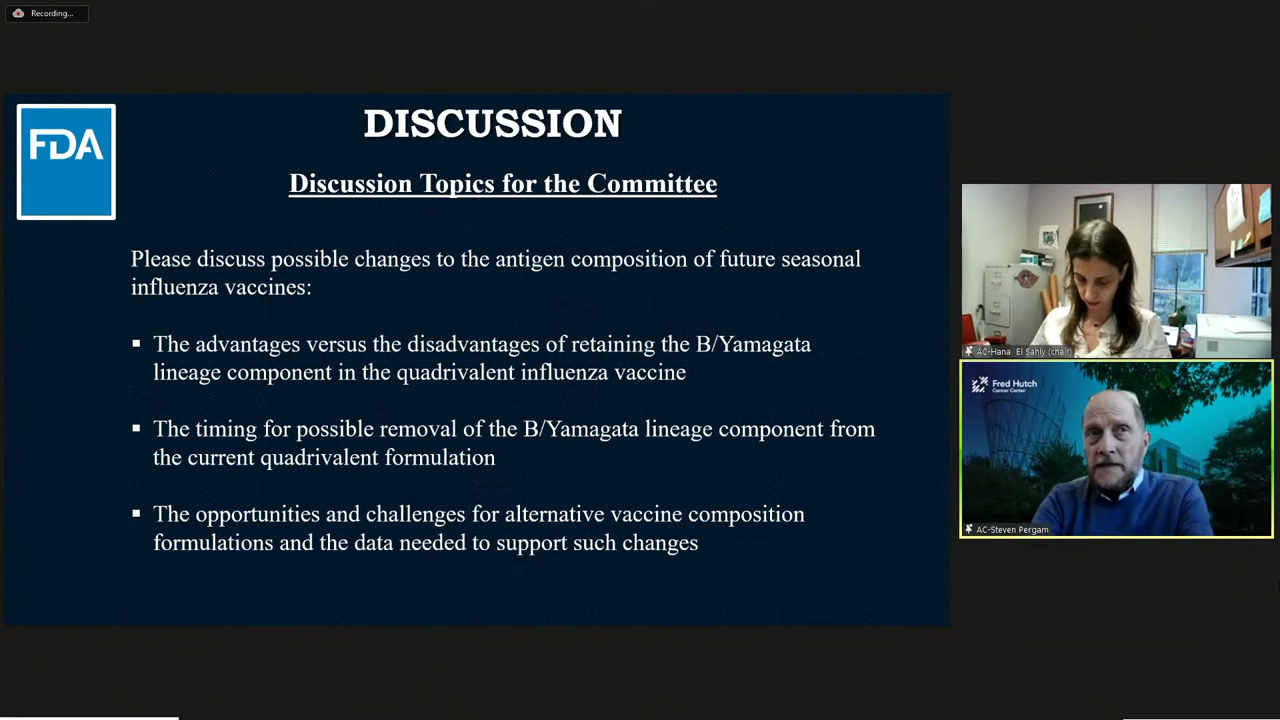 Recording...
FDA
DISCUSSION
Discussion Topics for the Committee
Please discuss possible changes to the antigen composition of future seasonal
influenza vaccines:
▪ The advantages versus the disadvantages of retaining the B/Yamagata
lineage component in the quadrivalent influenza vaccine
▪ The timing for possible removal of the B/Yamagata lineage component from
the current quadrivalent formulation
▪ The opportunities and challenges for alternative vaccine composition
formulations and the data needed to support such changes
AC-Hana El Sahly (chair)
Fred Hutch
Cancer Center
AC-Steven Pergam